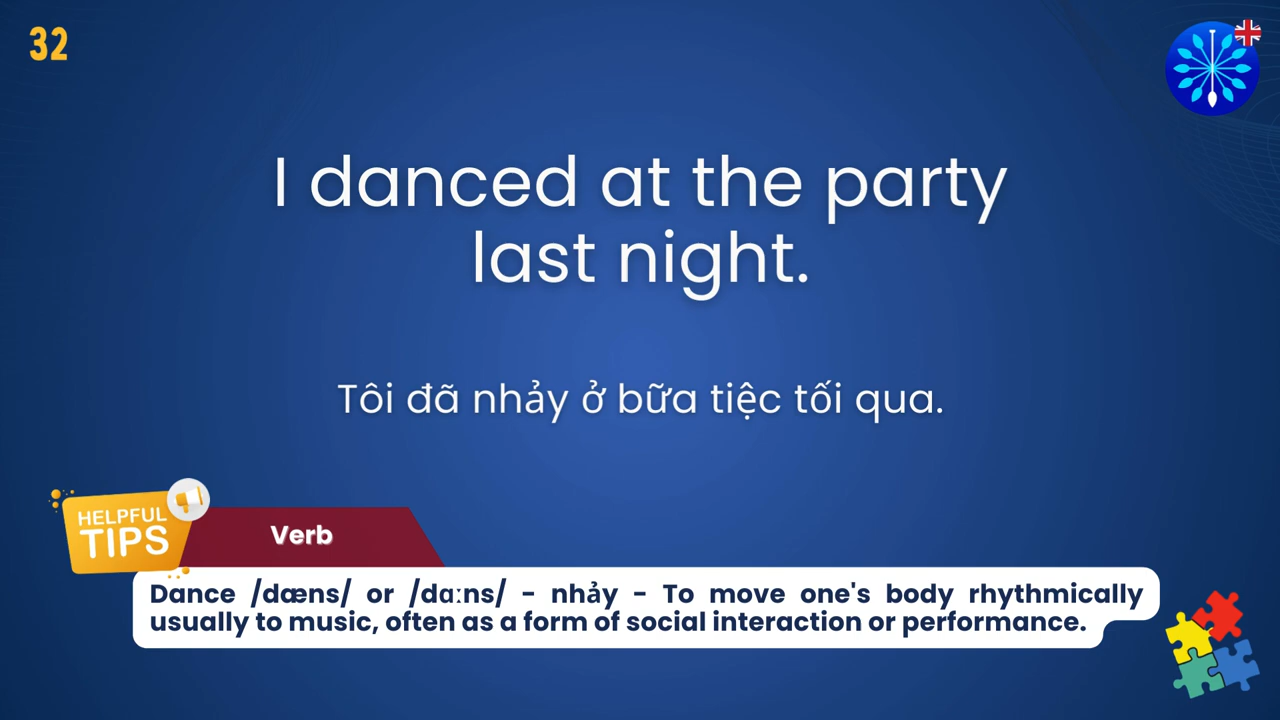 32
I danced at the party
last night.
Tôi đã nhảy ở bữa tiệc tối qua.
HELPFUL
TIPS
Verb
Dance /dæns/ or /dɑːns/ - nhảy - To move one's body rhythmically
usually to music, often as a form of social interaction or performance.